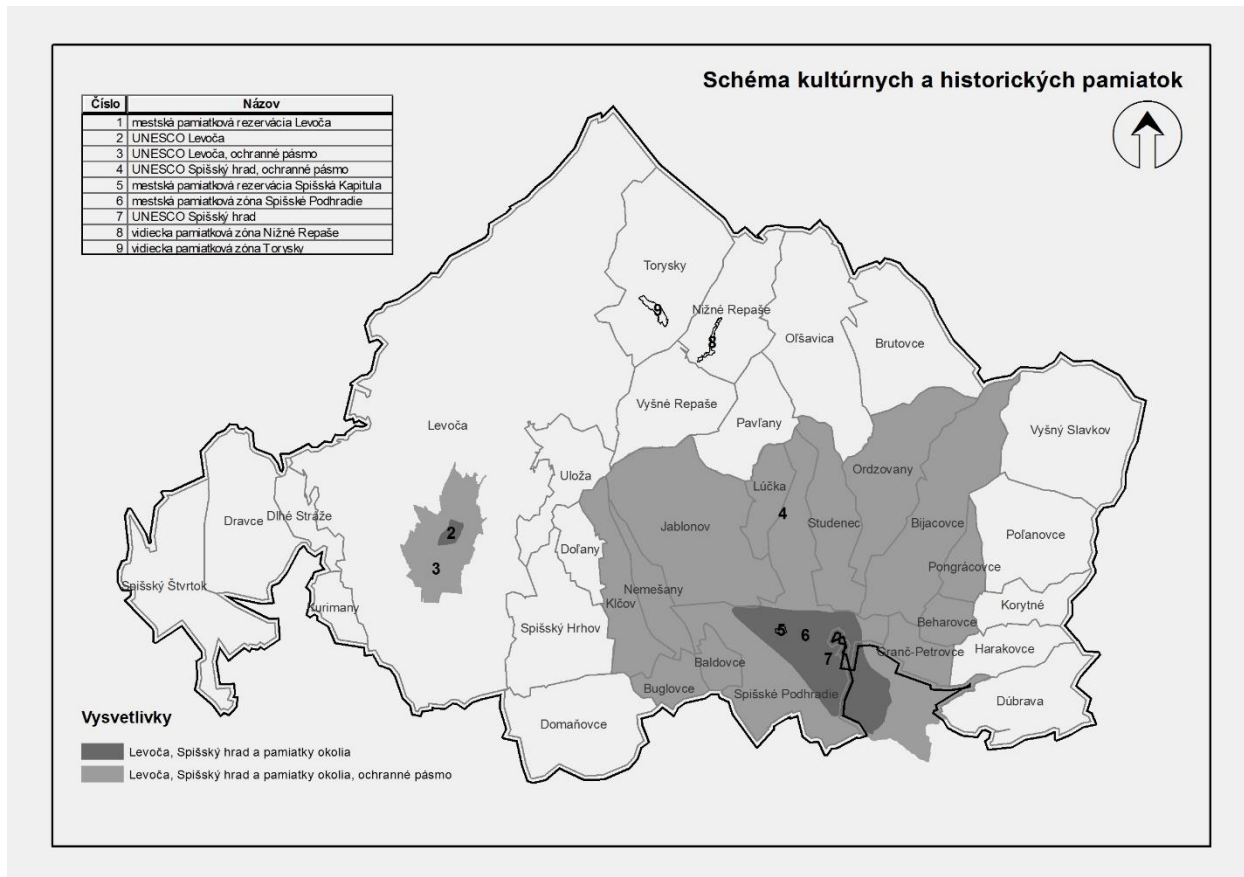 Schéma kultúrnych a historických pamiatok
Číslo Názov
1 mestská pamiatková rezervácia Levoča
2 UNESCO Levoča
3 UNESCO Levoča, ochranné pásmo
4 UNESCO Spišský hrad, ochranné pásmo
5 mestská pamiatková rezervácia Spišská Kapitula
6 mestská pamiatková zóna Spišské Podhradie
7 UNESCO Spišský hrad
8 vidiecka pamiatková zóna Nižné Repaše
9 vidiecka pamiatková zóna Torysky
Torysky
9
Nižné Repaše
8
Oľšavica
Brutovce
Vyšné Repaše
Pavľany
Levoča
Vyšný Slavkov
Uloža
Ordzovany
Lúčka
4
Dravce
Dlhé Stráže
2
Jablonov
Studenec
Bijacovce
Poľanovce
Doľany
3
Pongrácovce
Spišský Štvrtok
Nemešany
Klčov
Kurimany
Korytné
Beharovce
Spišský Hrhov
5
6
7
Granč-Petrovce
Harakovce
Baldovce
Buglovce
Spišské Podhradie
Dúbrava
Domaňovce
Vysvetlivky
Levoča, Spišský hrad a pamiatky okolia
Levoča, Spišský hrad a pamiatky okolia, ochranné pásmo